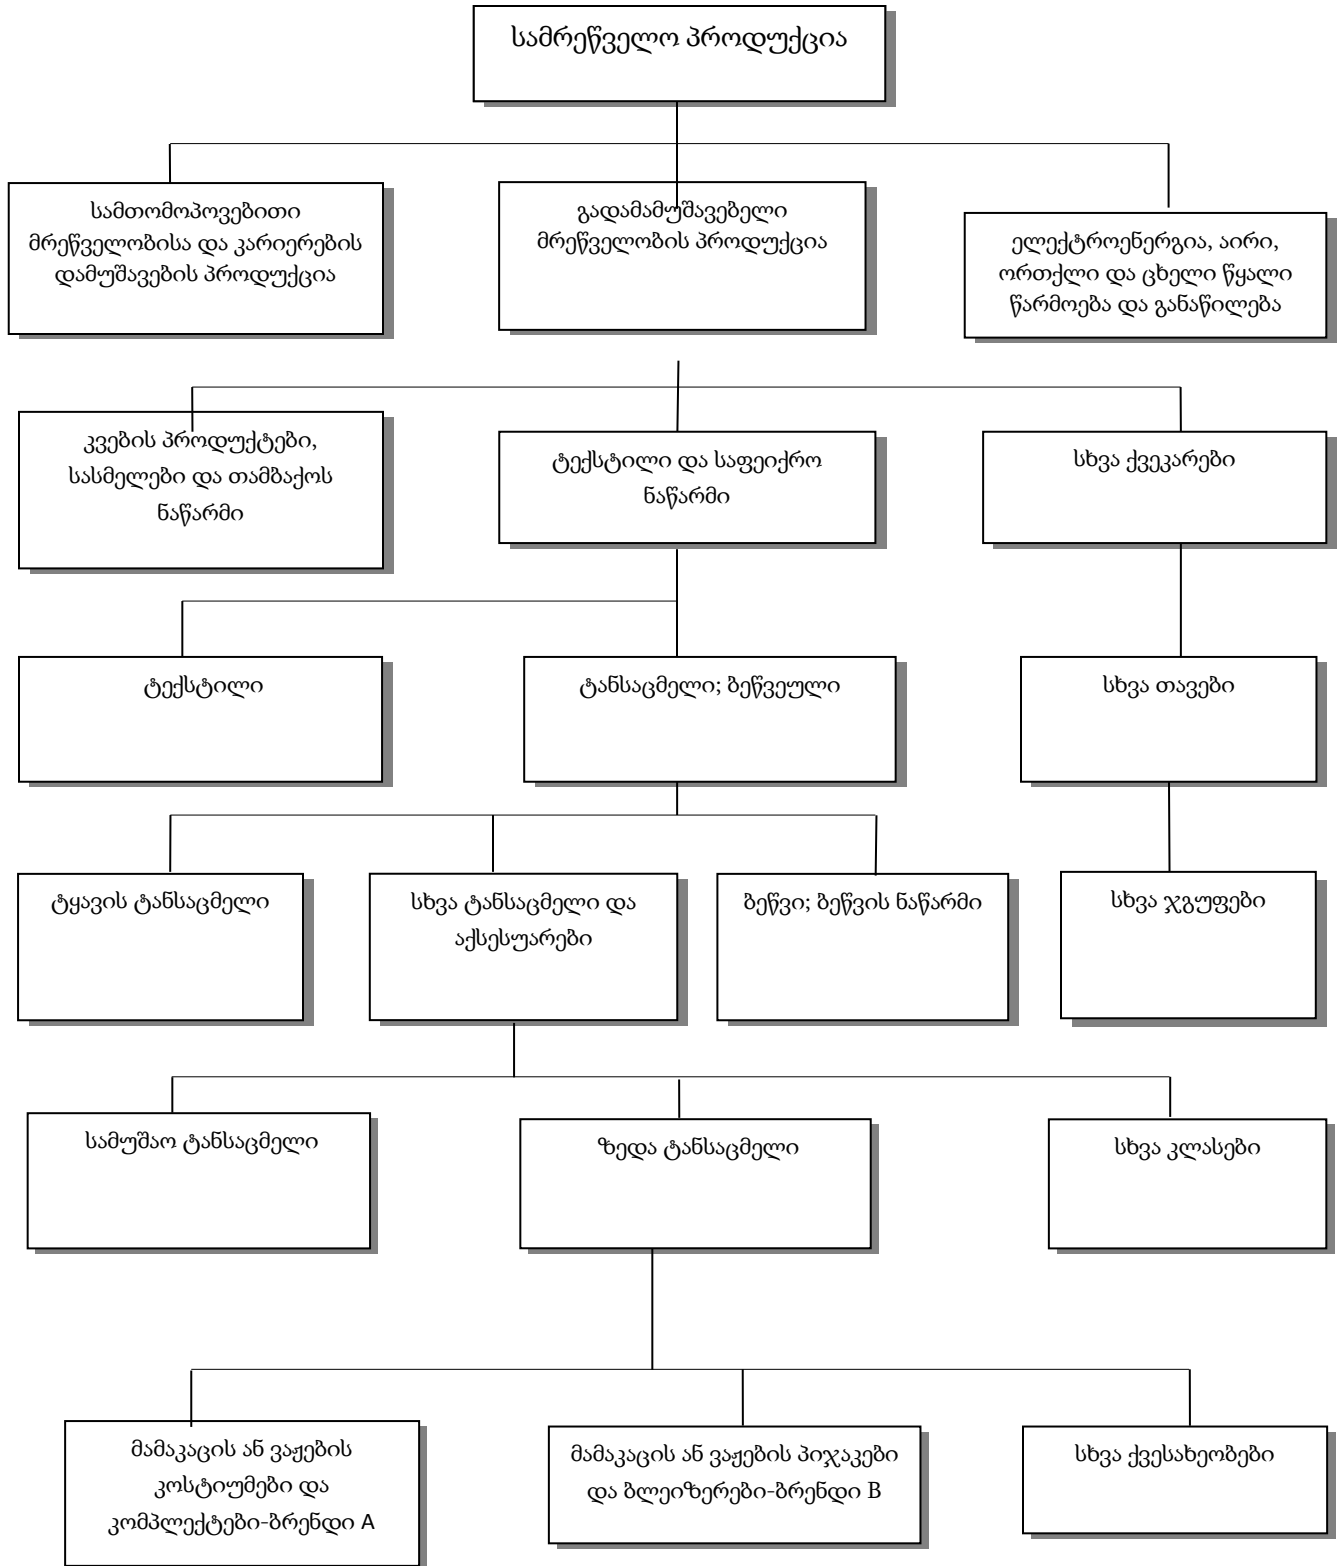 სამრეწველო პროდუქცია
სამთომოპოვებითი
მრეწველობისა და კარიერების
დამუშავების პროდუქცია
გადამამუშავებელი
მრეწველობის პროდუქცია
ელექტროენერგია, აირი,
ორთქლი და ცხელი წყალი
წარმოება და განაწილება
კვების პროდუქტები,
სასმელები და თამბაქოს
ნაწარმი
ტექსტილი და საფეიქრო
ნაწარმი
სხვა ქვეკარები
ტექსტილი
ტანსაცმელი; ბეწვეული
სხვა თავები
ტყავის ტანსაცმელი
სხვა ტანსაცმელი და
აქსესუარები
ბეწვი; ბეწვის ნაწარმი
სხვა ჯგუფები
სამუშაო ტანსაცმელი
ზედა ტანსაცმელი
სხვა კლასები
მამაკაცის ან ვაჟების
კოსტიუმები და
კომპლექტები-ბრენდი A
მამაკაცის ან ვაჟების პიჯაკები
და ბლეიზერები-ბრენდი B
სხვა ქვესახეობები